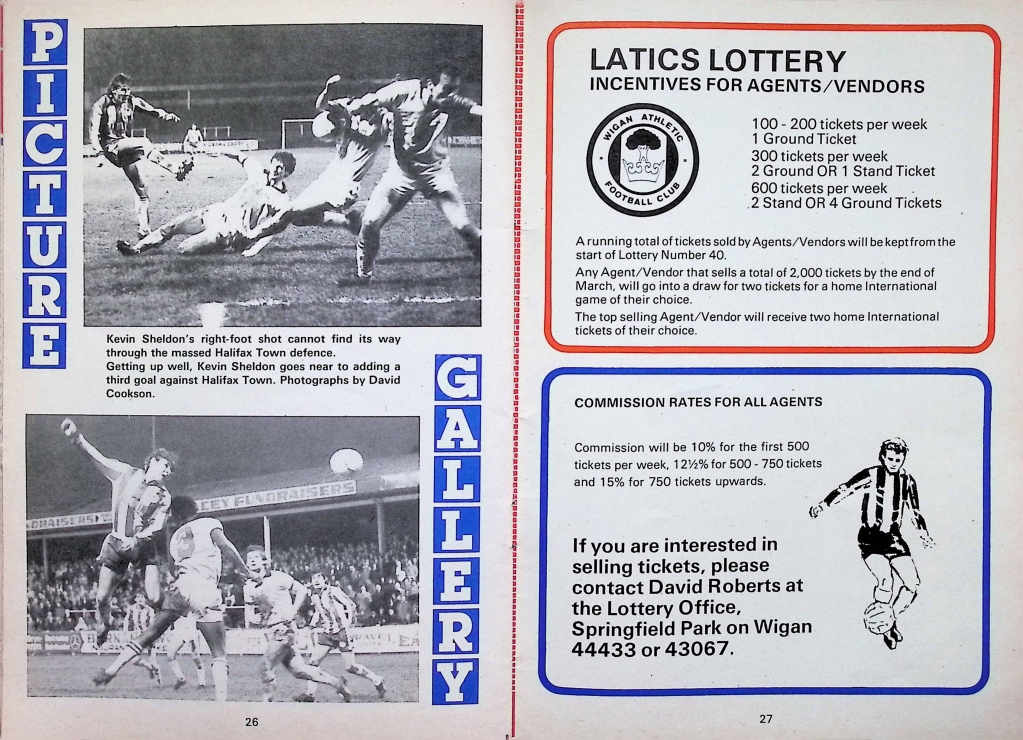 PICTURE
Kevin Sheldon's right-foot shot cannot find its way
through the massed Halifax Town defence.
Getting up well, Kevin Sheldon goes near to adding a
third goal against Halifax Town. Photographs by David
Cookson.
GALLERY
DRAISERS
CEY FUNDRAISERS
26
LATICS LOTTERY
INCENTIVES FOR AGENTS/VENDORS
WIGAN ATHLETIC
FOOTBALL CLUB
100 - 200 tickets per week
1 Ground Ticket
300 tickets per week
2 Ground OR 1 Stand Ticket
600 tickets per week
2 Stand OR 4 Ground Tickets
A running total of tickets sold by Agents/Vendors will be kept from the
start of Lottery Number 40.
Any Agent/Vendor that sells a total of 2,000 tickets by the end of
March, will go into a draw for two tickets for a home International
game of their choice.
The top selling Agent/Vendor will receive two home International
tickets of their choice.
COMMISSION RATES FOR ALL AGENTS
Commission will be 10% for the first 500
tickets per week, 12½% for 500 - 750 tickets
and 15% for 750 tickets upwards.
If you are interested in
selling tickets, please
contact David Roberts at
the Lottery Office,
Springfield Park on Wigan
44433 or 43067.
27